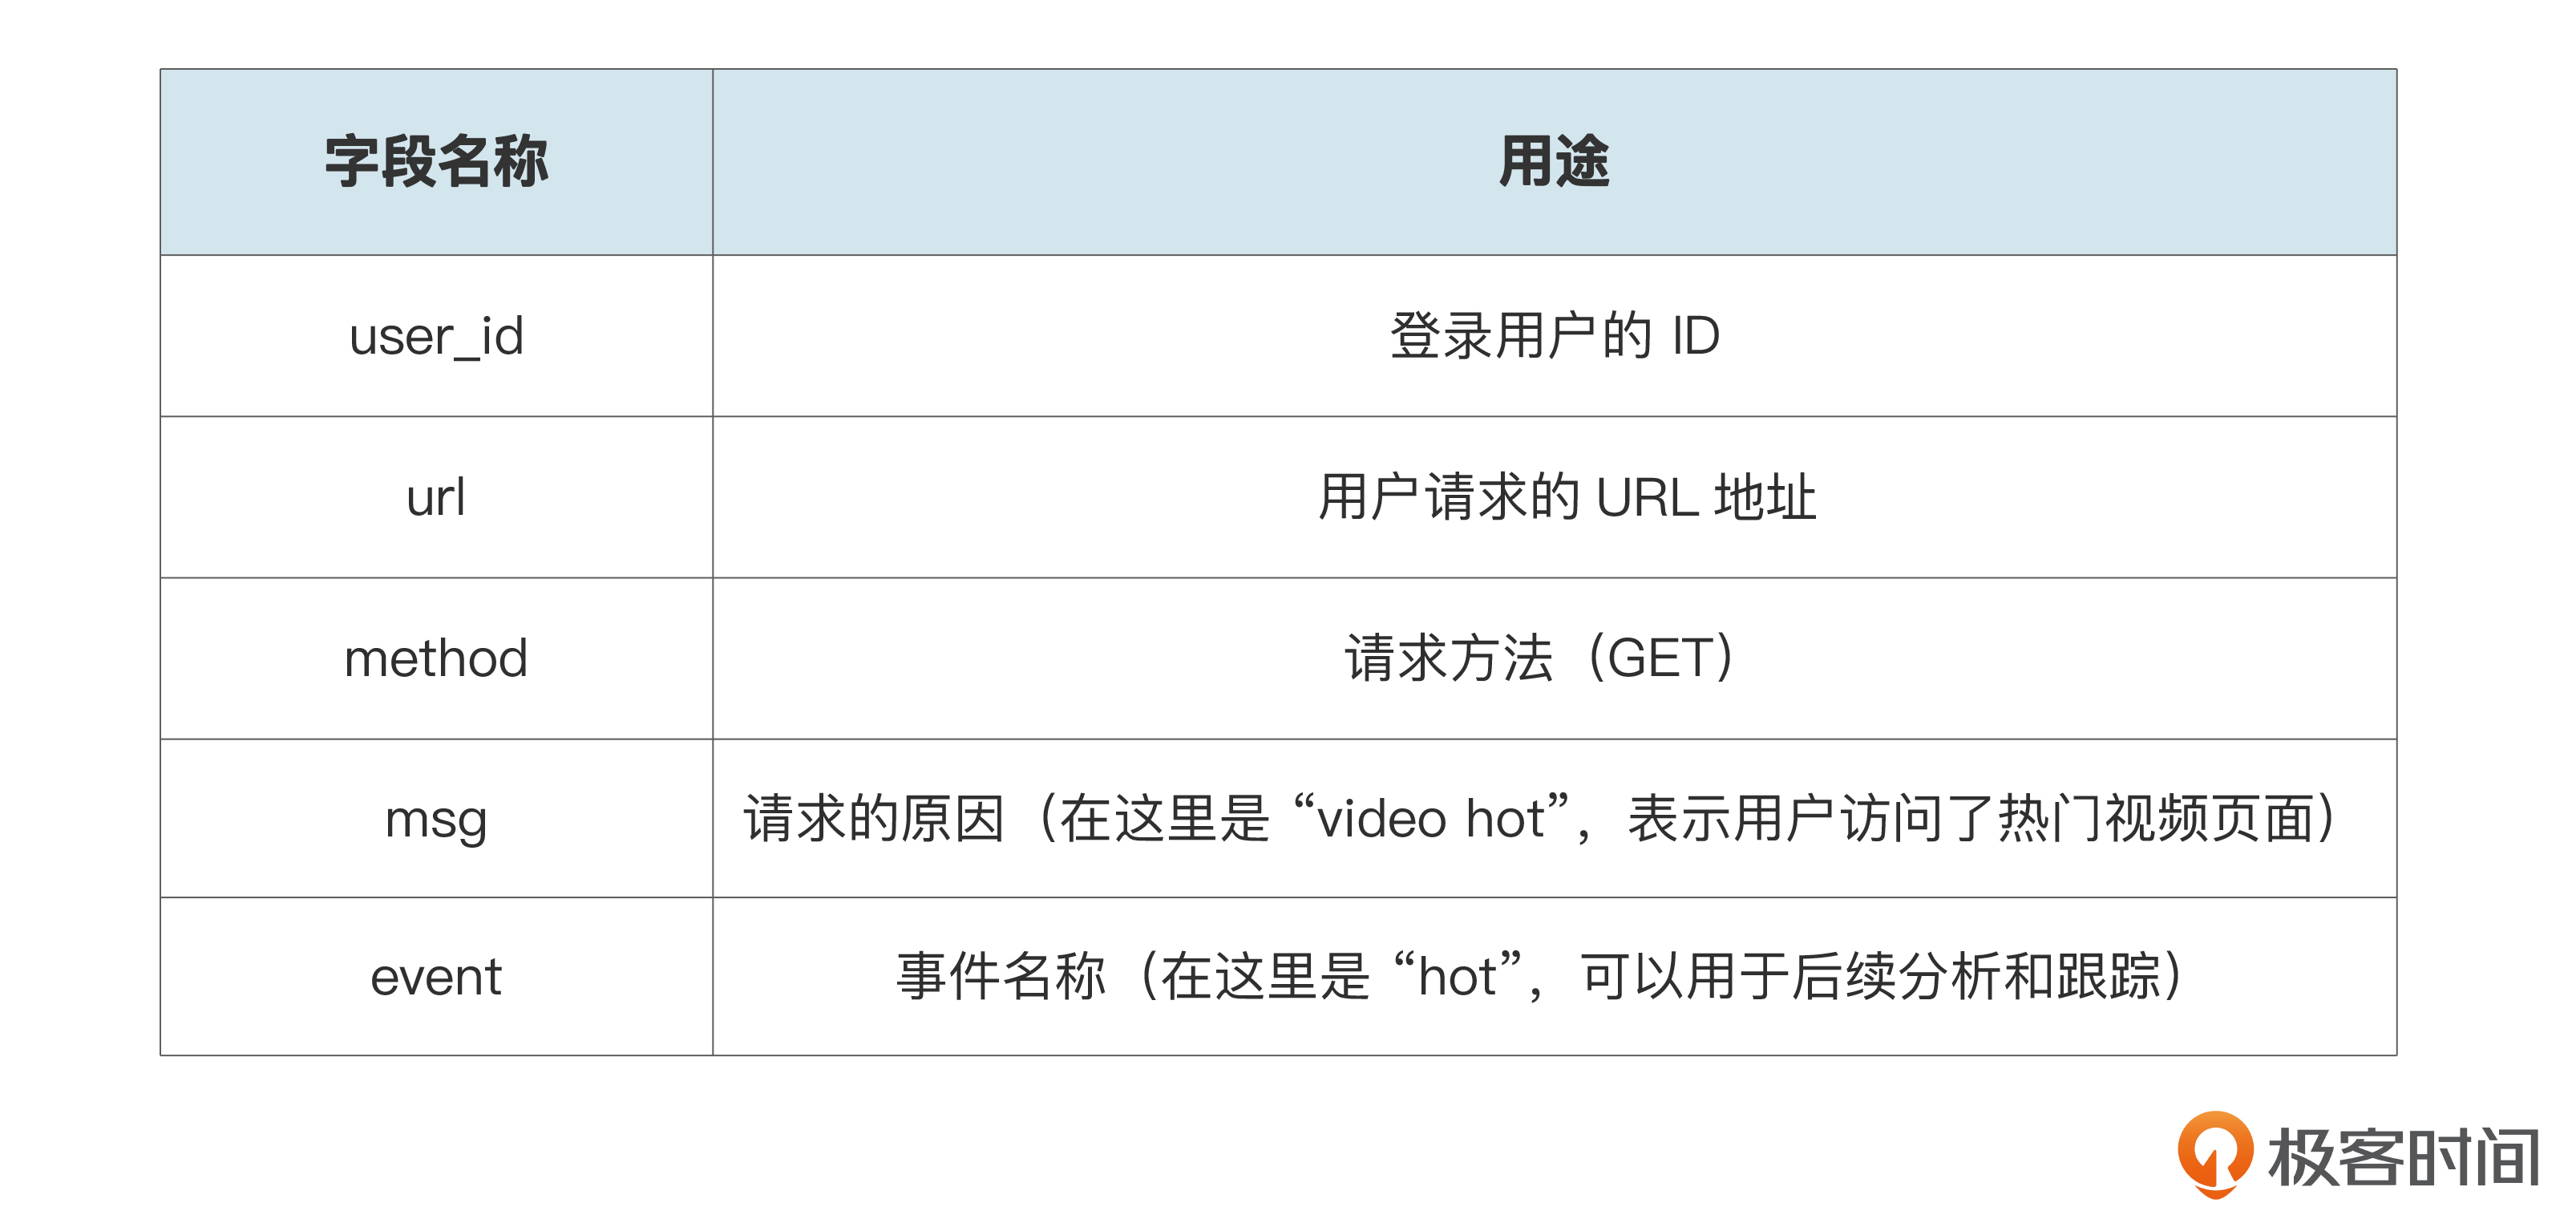 字段名称
用途
user_id
登录用户的 ID
url
用户请求的 URL 地址
method
请求方法（GET）
msg
请求的原因（在这里是“video hot”，表示用户访问了热门视频页面）
event
事件名称（在这里是“hot”，可以用于后续分析和跟踪）
极客时间